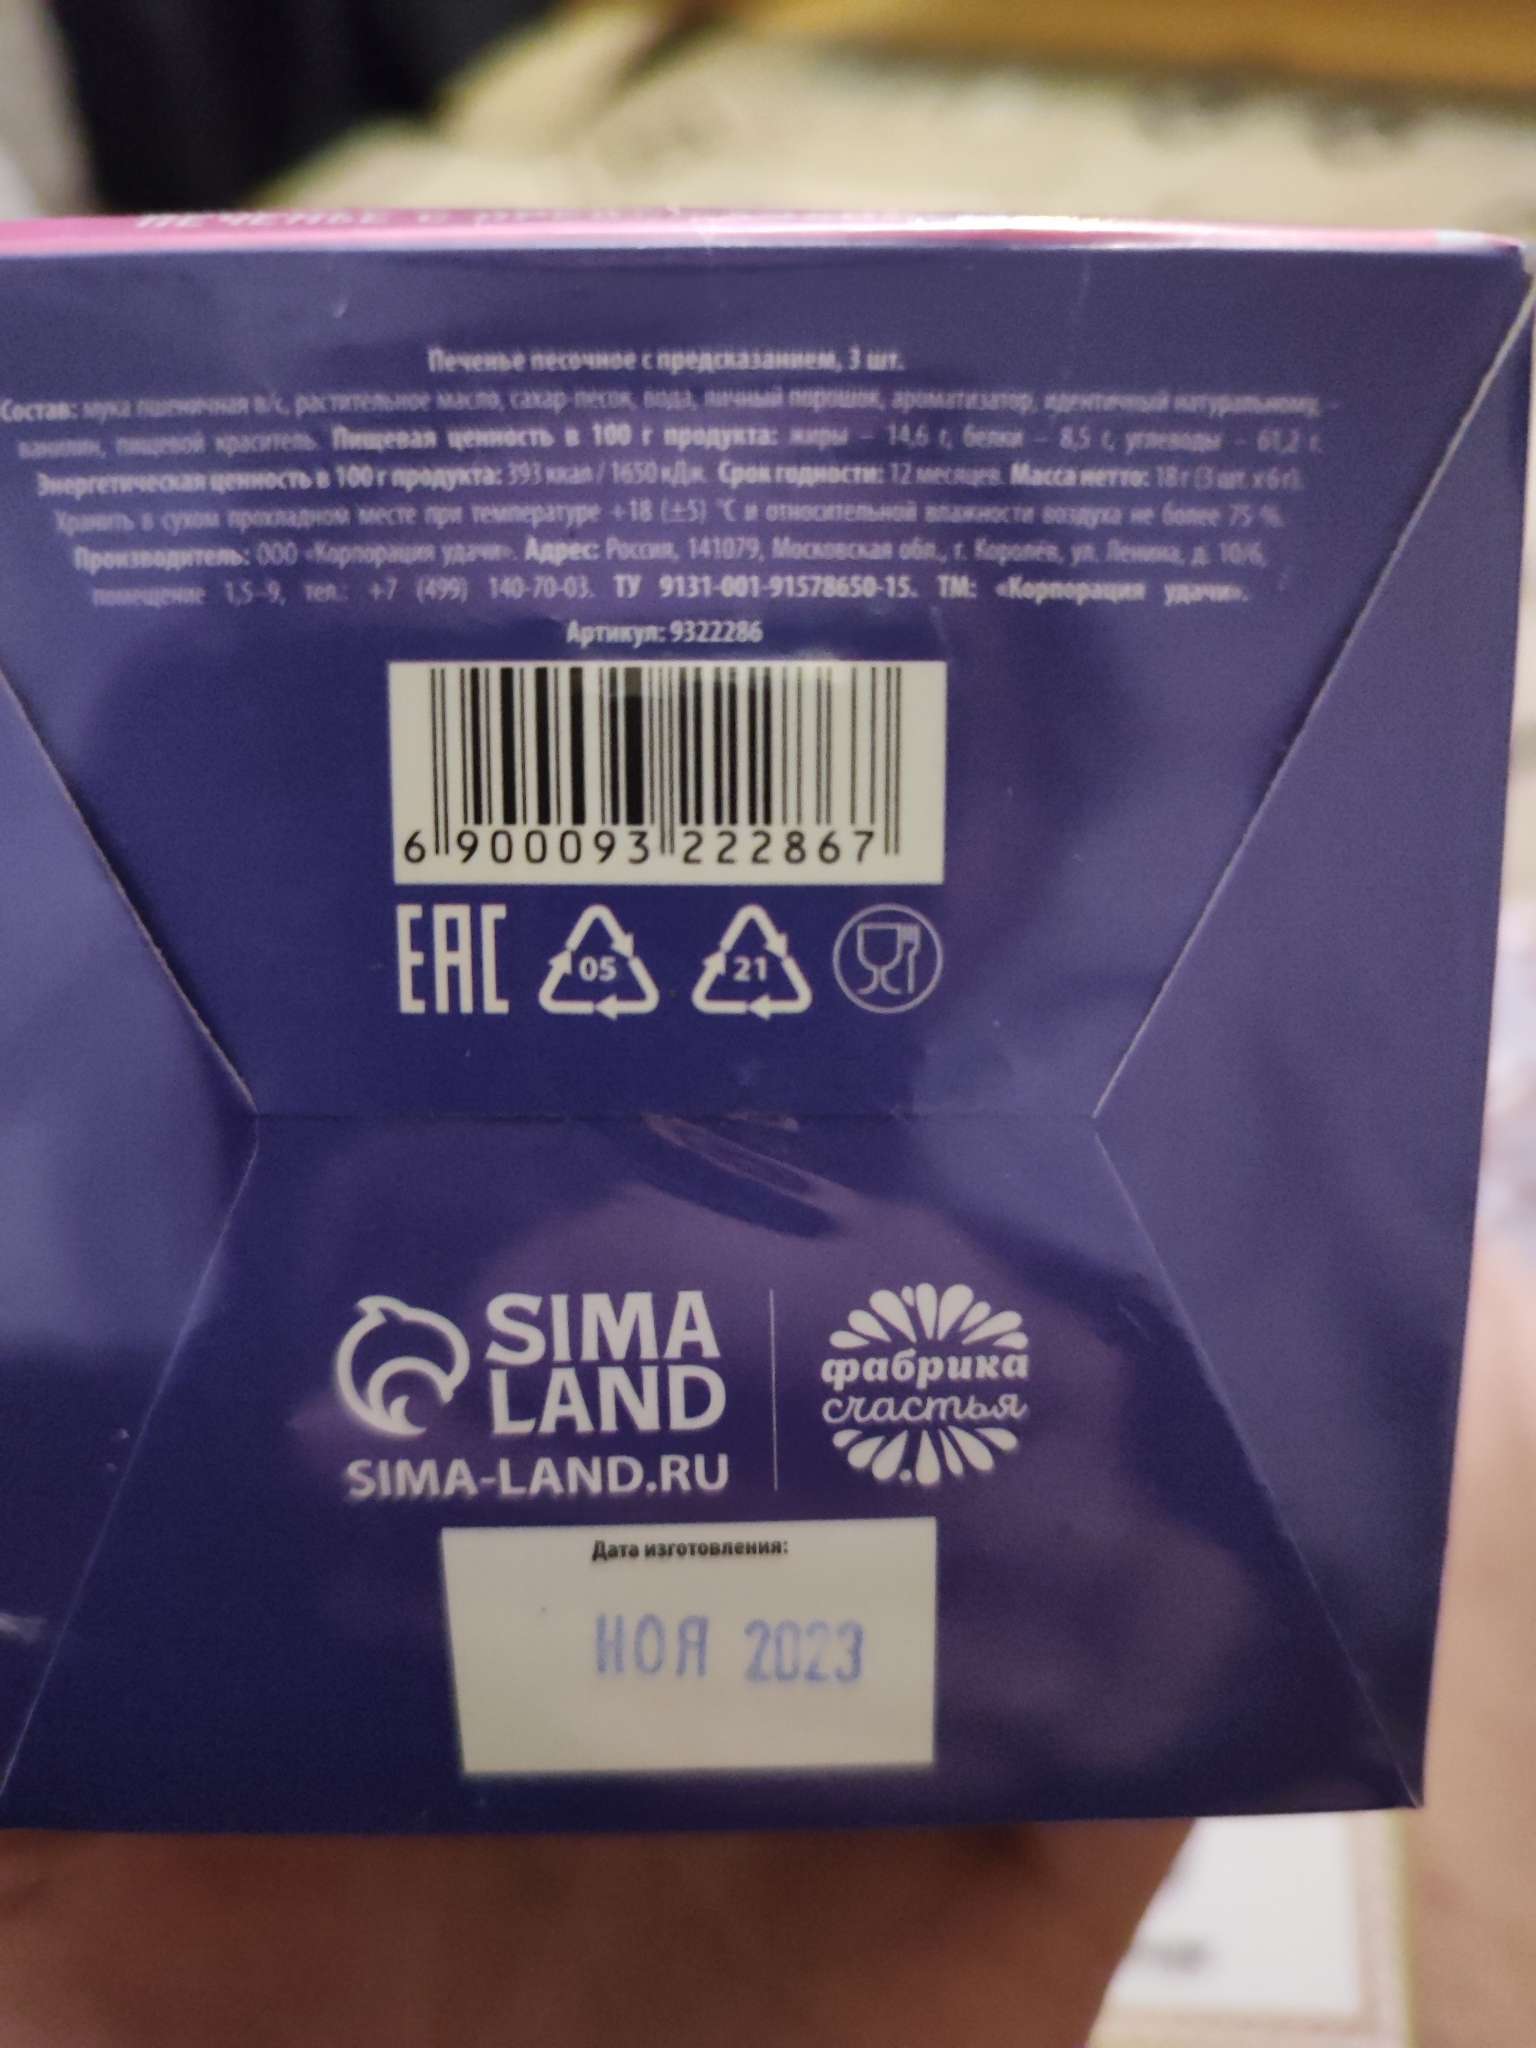 ПЕЧЕНЬЕ С
Печенье песочное с предсказанием, 3 шт.
Состав: мука пшеничная в/с, растительное масло, сахар-песок, вода, яичный порошок, ароматизатор, идентичный натуральному, –
ванилин, пищевой краситель. Пищевая ценность в 100 г продукта: жиры – 14,6 г, белки – 8,5 г, углеводы – 61,2 г.
Энергетическая ценность в 100 г продукта: 393 ккал / 1650 кДж. Срок годности: 12 месяцев. Масса нетто: 18 г (3 шт. х 6 г).
Хранить в сухом прохладном месте при температуре +18 (±5) °С и относительной влажности воздуха не более 75 %.
Производитель: ООО «Корпорация удачи». Адрес: Россия, 141079, Московская обл., г. Королёв, ул. Ленина, д. 10/6,
помещение 1,5–9, тел.: +7 (499) 140-70-03. ТУ 9131-001-91578650-15. ТМ: «Корпорация удачи».
Артикул: 9322286
6 900093 222867
EAC 05 21
SIMA
LAND
SIMA-LAND.RU
фабрика
счастья
Дата изготовления:
НОЯ 2023